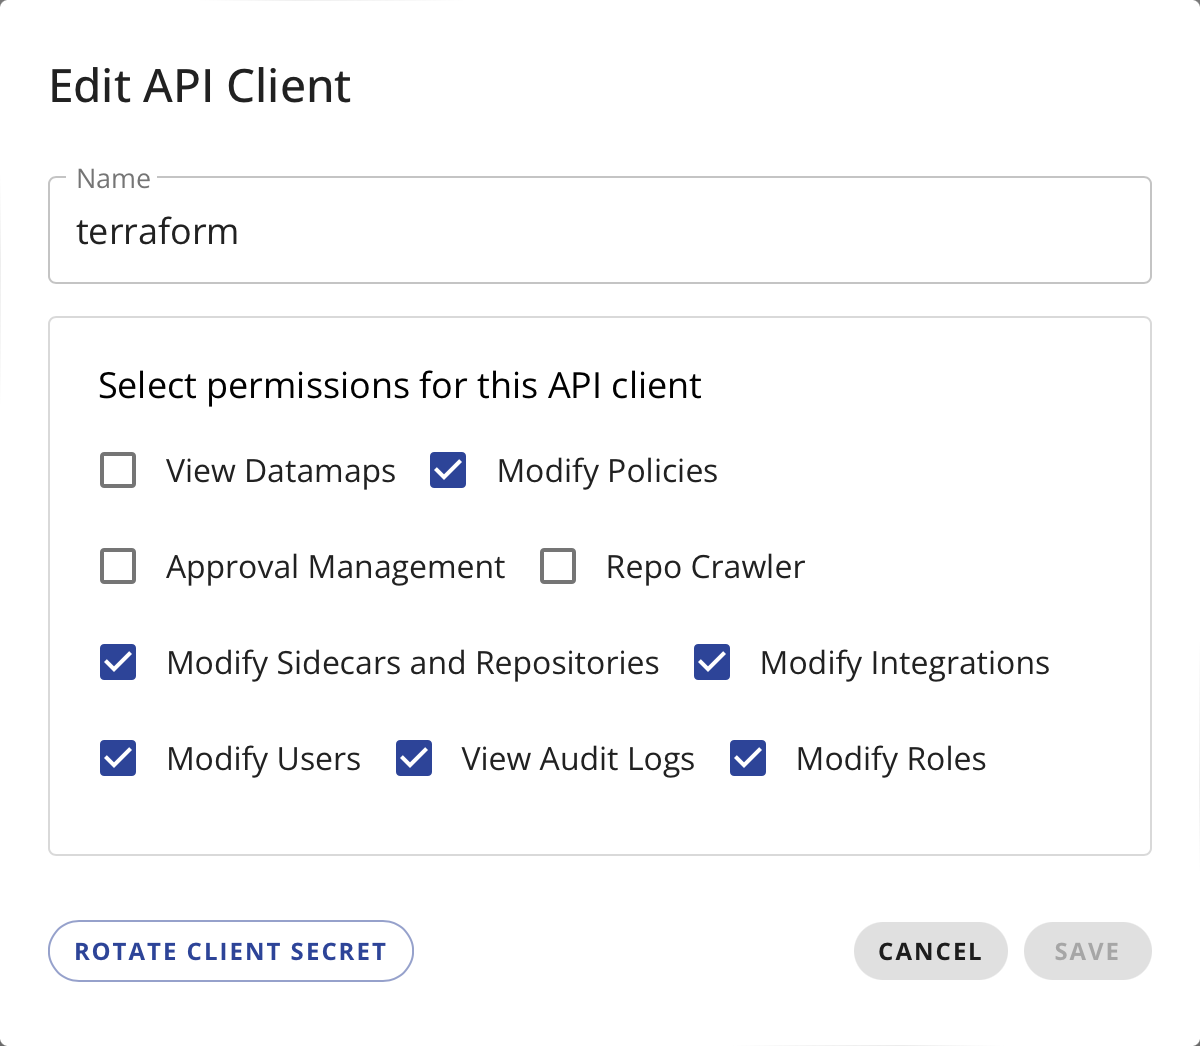 Edit API Client
Name
terraform
Select permissions for this API client
View Datamaps Modify Policies
Approval Management Repo Crawler
Modify Sidecars and Repositories Modify Integrations
Modify Users View Audit Logs Modify Roles
ROTATE CLIENT SECRET CANCEL SAVE